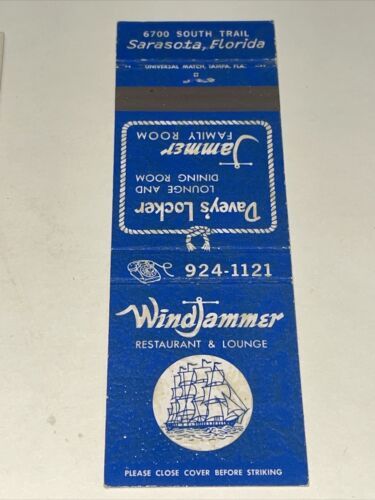 6700 SOUTH TRAIL
Sarasota, Florida
UNIVERSAL MATCH, TAMPA, FLA.
Davey's Locker
LOUNGE AND
DINING ROOM
Jammer
FAMILY ROOM
924-1121
WindJammer
RESTAURANT & LOUNGE
PLEASE CLOSE COVER BEFORE STRIKING